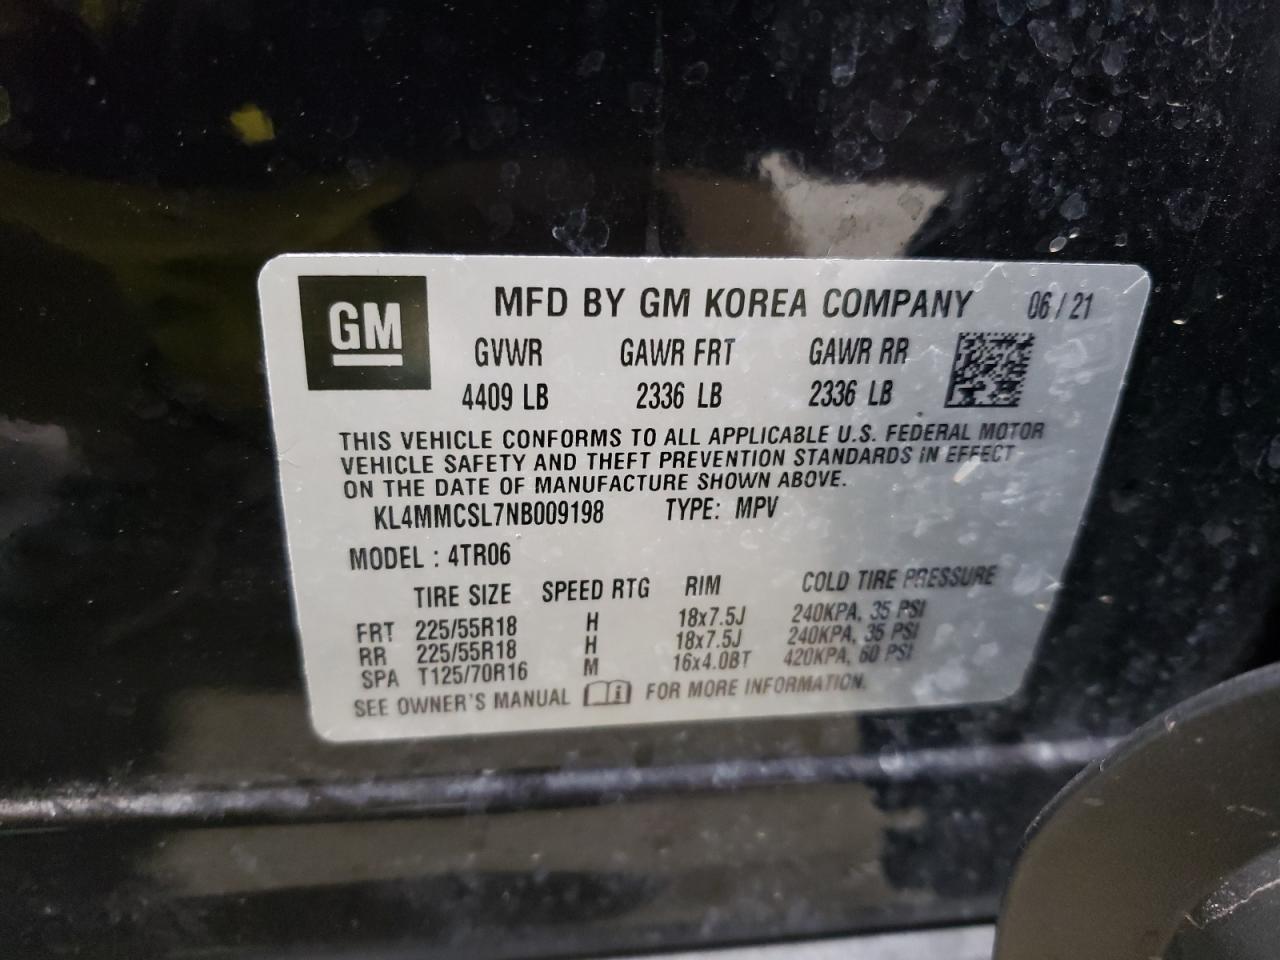 GM
MFD BY GM KOREA COMPANY 06/21
GVWR GAWR FRT GAWR RR
4409 LB 2336 LB 2336 LB
THIS VEHICLE CONFORMS TO ALL APPLICABLE U.S. FEDERAL MOTOR
VEHICLE SAFETY AND THEFT PREVENTION STANDARDS IN EFFECT
ON THE DATE OF MANUFACTURE SHOWN ABOVE.
KL4MMCSL7NB009198 TYPE: MPV
MODEL : 4TR06
TIRE SIZE SPEED RTG RIM COLD TIRE PRESSURE
FRT 225/55R18 H 18x7.5J 240KPA, 35 PSI
RR 225/55R18 H 18x7.5J 240KPA, 35 PSI
SPA T125/70R16 M 16x4.0BT 420KPA, 60 PSI
SEE OWNER'S MANUAL i FOR MORE INFORMATION.